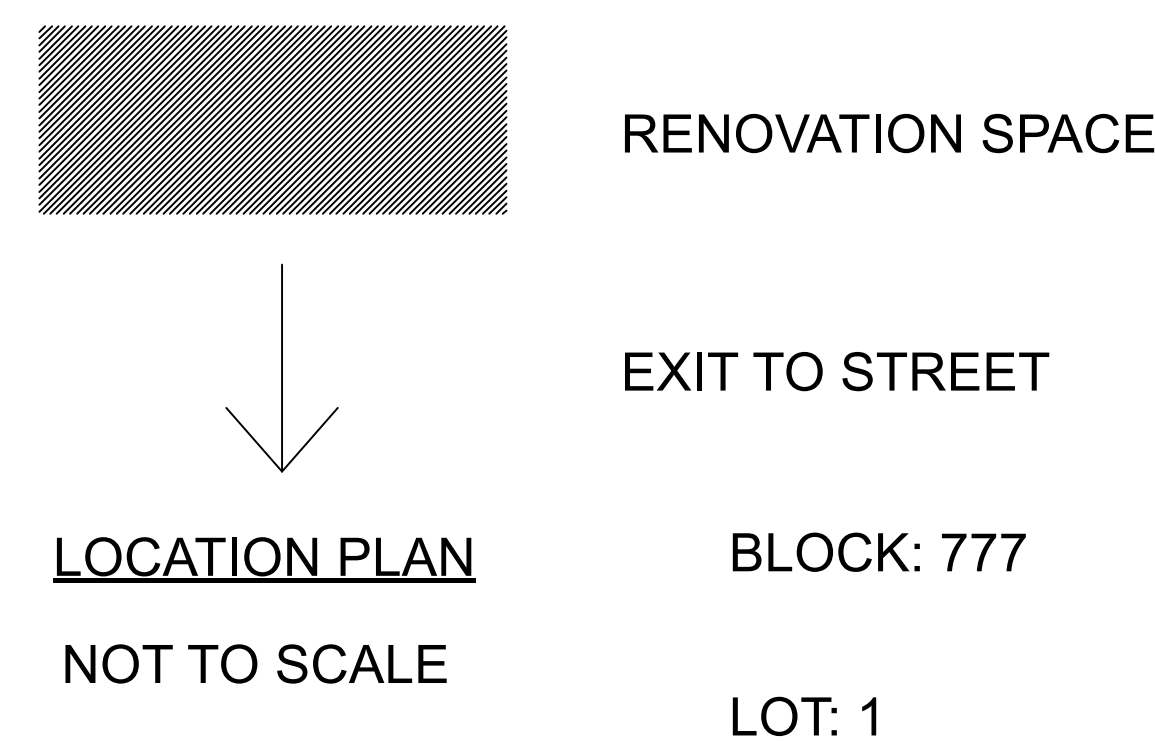 RENOVATION SPACE
EXIT TO STREET
LOCATION PLAN
NOT TO SCALE
BLOCK: 777
LOT: 1